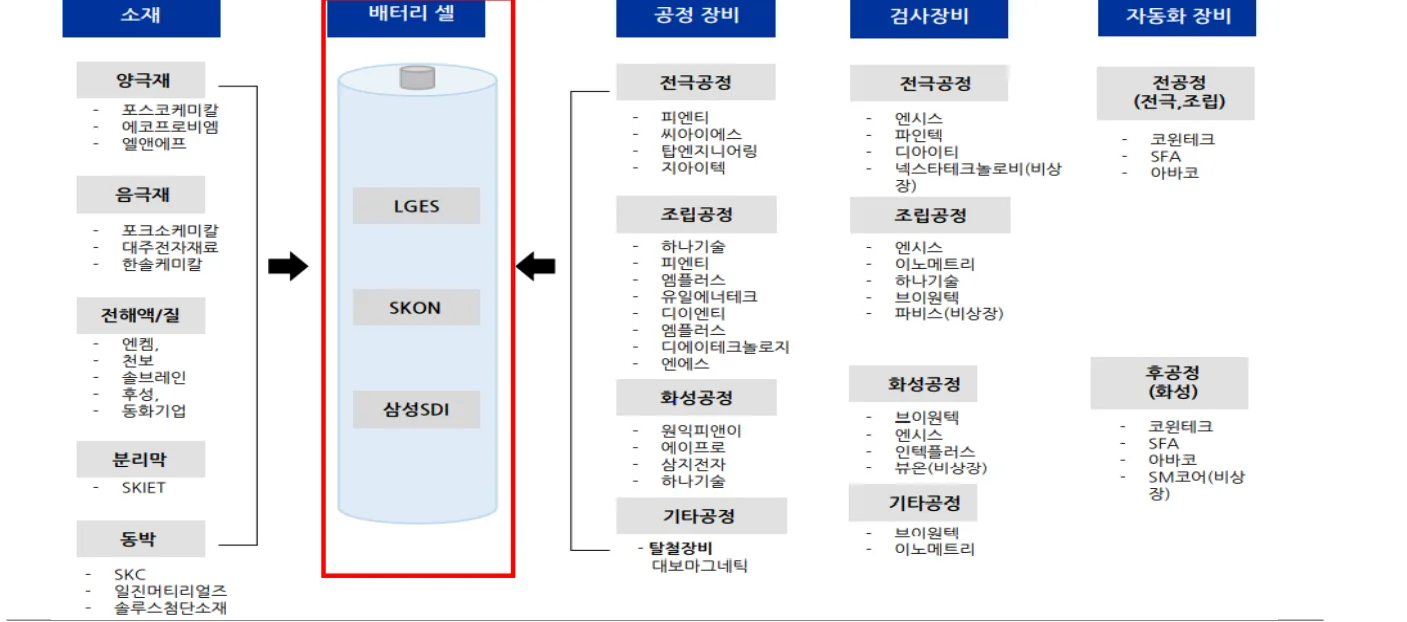 소재
양극재
- 포스코케미칼
- 에코프로비엠
- 엘앤에프
음극재
- 포크소케미칼
- 대주전자재료
- 한솔케미칼
전해액/질
- 엔켐,
- 천보
- 솔브레인
- 후성,
- 동화기업
분리막
- SKIET
동박
- SKC
- 일진머티리얼즈
- 솔루스첨단소재
배터리 셀
LGES
SKON
삼성SDI
공정 장비
전극공정
- 피엔티
- 씨아이에스
- 탑엔지니어링
- 지아이텍
조립공정
- 하나기술
- 피엔티
- 엠플러스
- 유일에너테크
- 디이엔티
- 엠플러스
- 디에이테크놀로지
- 엔에스
화성공정
- 원익피앤이
- 에이프로
- 삼지전자
- 하나기술
기타공정
- 탈철장비
대보마그네틱
검사장비
전극공정
- 엔시스
- 파인텍
- 디아이티
- 넥스타테크놀로비(비상
장)
조립공정
- 엔시스
- 이노메트리
- 하나기술
- 브이원텍
- 파비스(비상장)
화성공정
- 브이원텍
- 엔시스
- 인텍플러스
- 뷰온(비상장)
기타공정
- 브이원텍
- 이노메트리
자동화 장비
전공정
(전극,조립)
- 코윈테크
- SFA
- 아바코
후공정
(화성)
- 코윈테크
- SFA
- 아바코
- SM코어(비상
장)